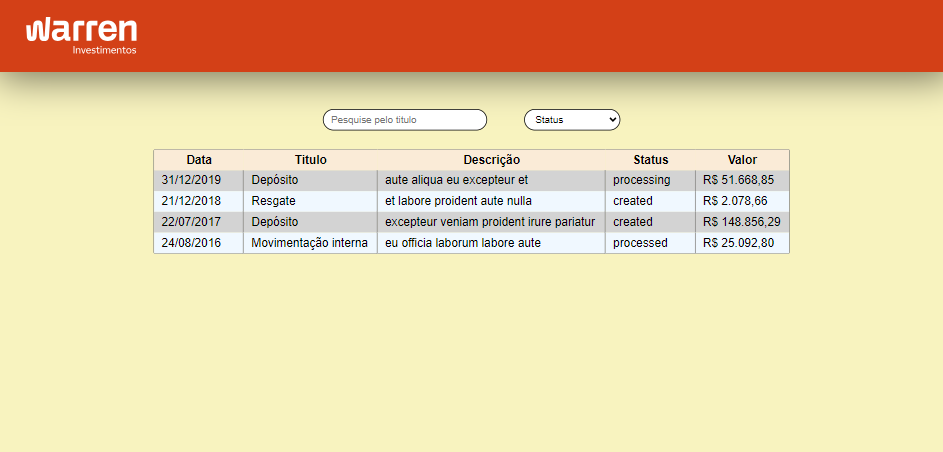 warren
Investimentos
Pesquise pelo titulo Status
Data Titulo Descrição Status Valor
31/12/2019 Depósito aute aliqua eu excepteur et processing R$ 51.668,85
21/12/2018 Resgate et labore proident aute nulla created R$ 2.078,66
22/07/2017 Depósito excepteur veniam proident irure pariatur created R$ 148.856,29
24/08/2016 Movimentação interna eu officia laborum labore aute processed R$ 25.092,80